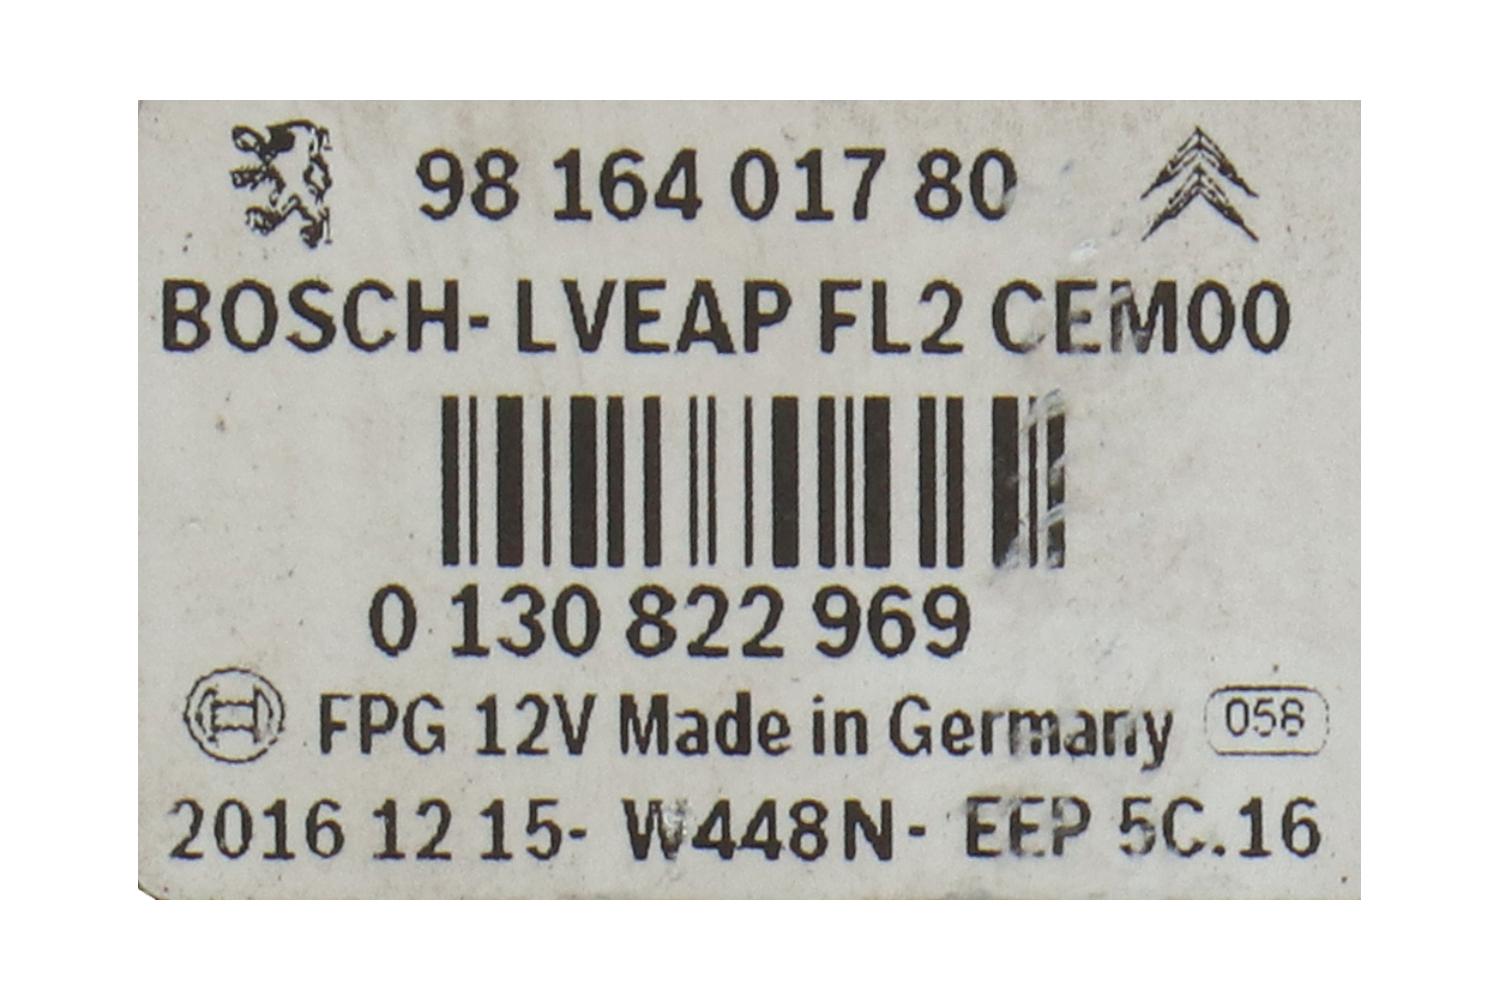 98 164 017 80
BOSCH- LVEAP FL2 CEM00
0 130 822 969
FPG 12V Made in Germany 058
2016 12 15- W448N- EEP 5C.16